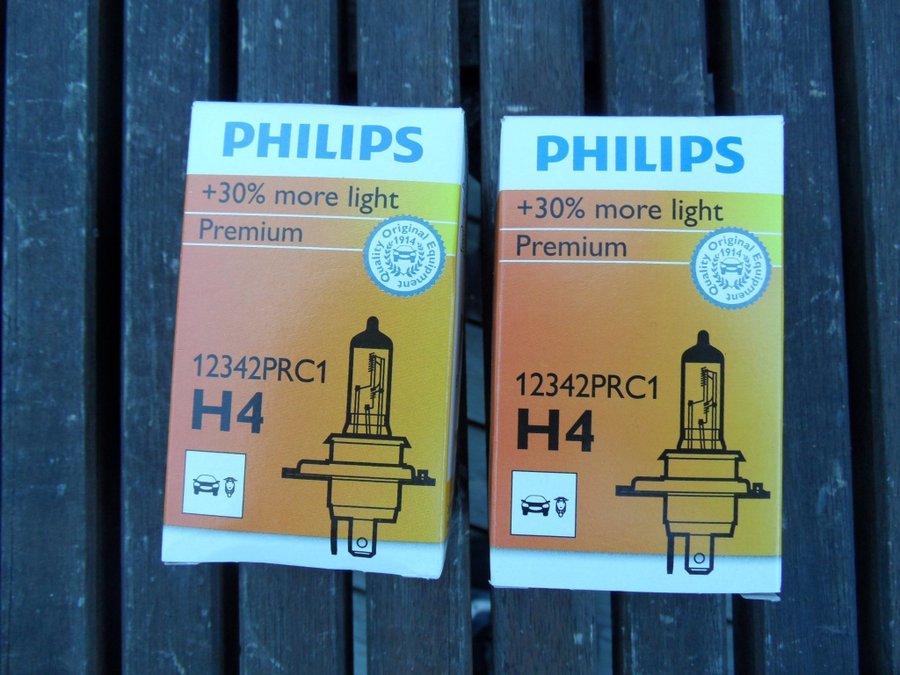 PHILIPS
+30% more light
Premium
Quality Original Equipment
1914
12342PRC1
H4
PHILIPS
+30% more light
Premium
Quality Original Equipment
1914
12342PRC1
H4